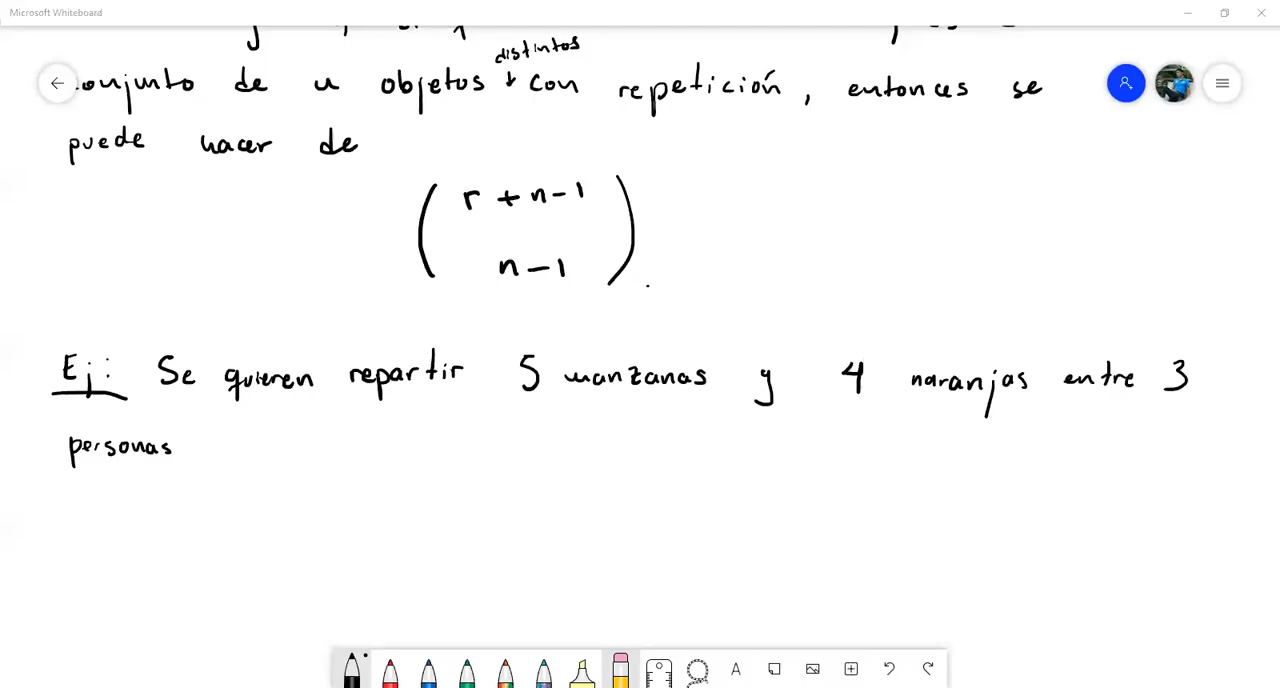 Microsoft Whiteboard
distintos
conjunto de n objetos con repetición, entonces se
puede hacer de
( r + n - 1
n - 1 ) .
Ej: Se quieren repartir 5 manzanas y 4 naranjas entre 3
personas
A